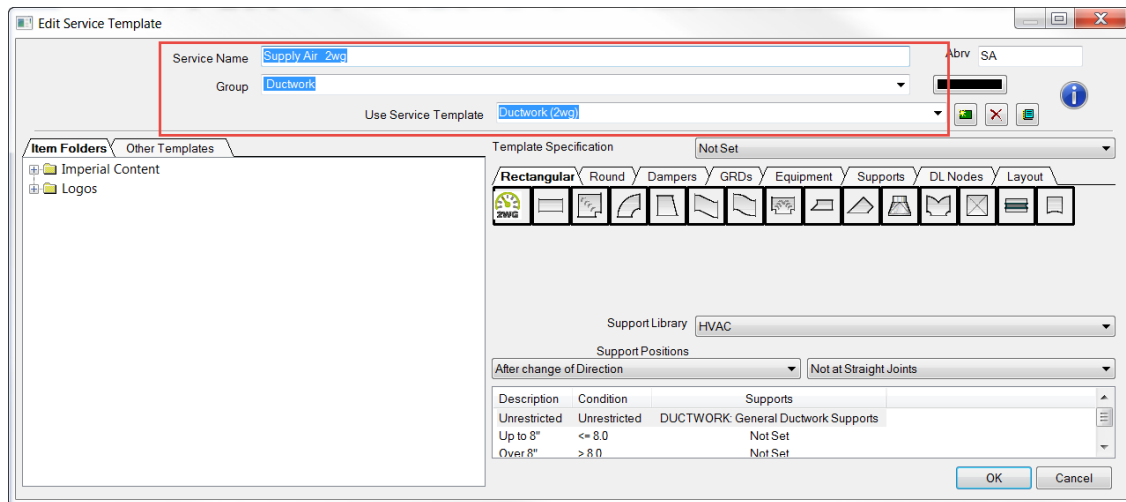 Edit Service Template
Service Name Supply Air 2wg Abrv SA
Group Ductwork
Use Service Template Ductwork (2wg)
Item Folders Other Templates
Imperial Content
Logos
Template Specification Not Set
Rectangular Round Dampers GRDs Equipment Supports DL Nodes Layout
2WG
Support Library HVAC
Support Positions
After change of Direction Not at Straight Joints
Description Condition Supports
Unrestricted Unrestricted DUCTWORK: General Ductwork Supports
Up to 8" <= 8.0 Not Set
Over 8" > 8.0 Not Set
OK Cancel